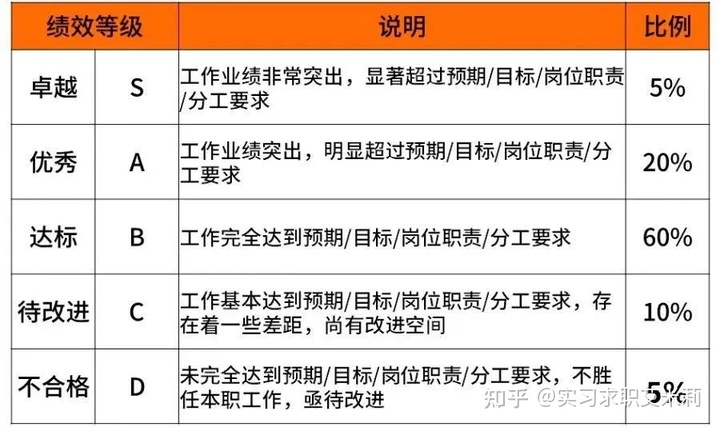 绩效等级 说明 比例
卓越 S 工作业绩非常突出，显著超过预期/目标/岗位职责
/分工要求 5%
优秀 A 工作业绩突出，明显超过预期/目标/岗位职责/分
工要求 20%
达标 B 工作完全达到预期/目标/岗位职责/分工要求 60%
待改进 C 工作基本达到预期/目标/岗位职责/分工要求，存
在着一些差距，尚有改进空间 10%
不合格 D 未完全达到预期/目标/岗位职责/分工要求，不胜
任本职工作，亟待改进 5%
知乎 @实习求职艾米莉